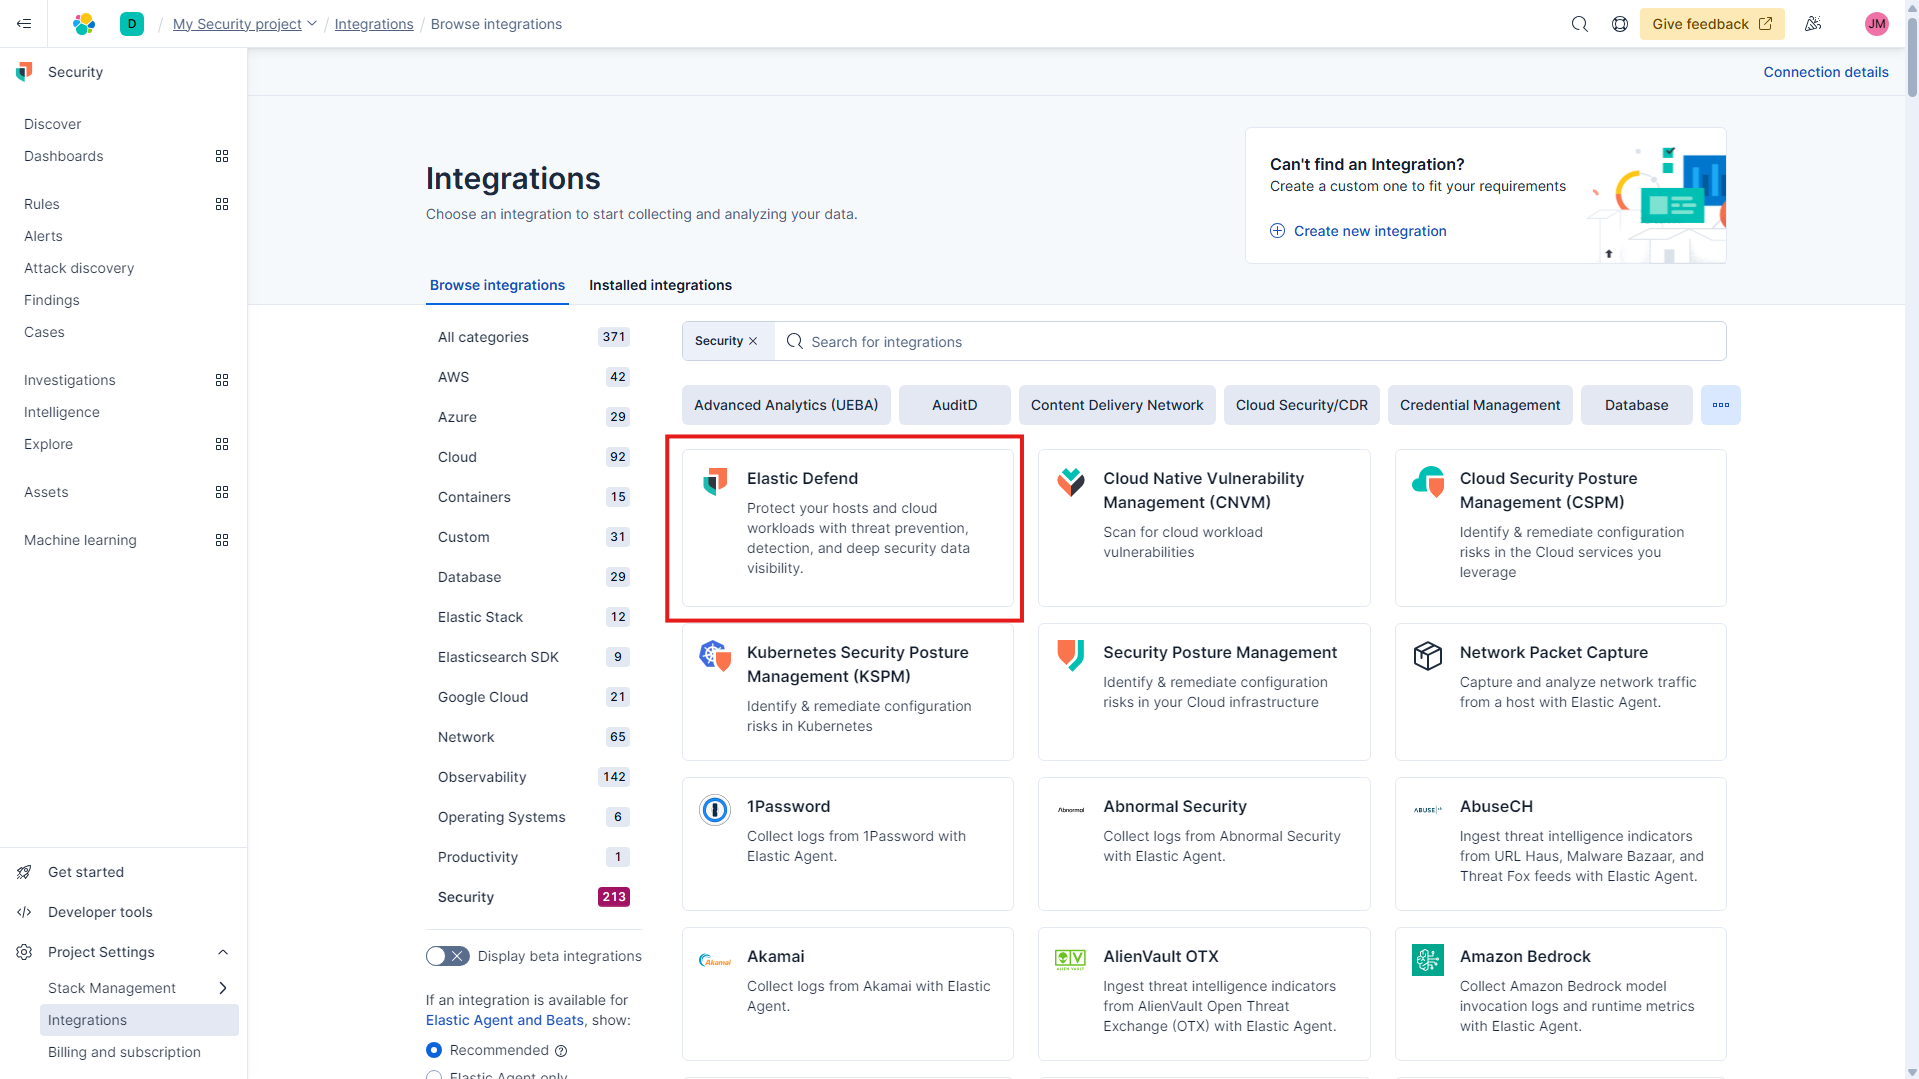 D / My Security project / Integrations / Browse integrations
Give feedback
JM
Security
Connection details
Discover
Dashboards
Rules
Alerts
Attack discovery
Findings
Cases
Investigations
Intelligence
Explore
Assets
Machine learning
Get started
Developer tools
Project Settings
Stack Management
Integrations
Billing and subscription
Integrations
Choose an integration to start collecting and analyzing your data.
Can't find an Integration?
Create a custom one to fit your requirements
Create new integration
Browse integrations
Installed integrations
All categories 371
AWS 42
Azure 29
Cloud 92
Containers 15
Custom 31
Database 29
Elastic Stack 12
Elasticsearch SDK 9
Google Cloud 21
Network 65
Observability 142
Operating Systems 6
Productivity 1
Security 213
Display beta integrations
If an integration is available for
Elastic Agent and Beats, show:
Recommended
Elastic Agent only
Security
Search for integrations
Advanced Analytics (UEBA)
AuditD
Content Delivery Network
Cloud Security/CDR
Credential Management
Database
Elastic Defend
Protect your hosts and cloud
workloads with threat prevention,
detection, and deep security data
visibility.
Cloud Native Vulnerability
Management (CNVM)
Scan for cloud workload
vulnerabilities
Cloud Security Posture
Management (CSPM)
Identify & remediate configuration
risks in the Cloud services you
leverage
Kubernetes Security Posture
Management (KSPM)
Identify & remediate configuration
risks in Kubernetes
Security Posture Management
Identify & remediate configuration
risks in your Cloud infrastructure
Network Packet Capture
Capture and analyze network traffic
from a host with Elastic Agent.
1Password
Collect logs from 1Password with
Elastic Agent.
Abnormal
Abnormal Security
Collect logs from Abnormal Security
with Elastic Agent.
ABUSE
AbuseCH
Ingest threat intelligence indicators
from URL Haus, Malware Bazaar, and
Threat Fox feeds with Elastic Agent.
Akamai
Akamai
Collect logs from Akamai with Elastic
Agent.
ALIEN VAULT
AlienVault OTX
Ingest threat intelligence indicators
from AlienVault Open Threat
Exchange (OTX) with Elastic Agent.
Amazon Bedrock
Collect Amazon Bedrock model
invocation logs and runtime metrics
with Elastic Agent.